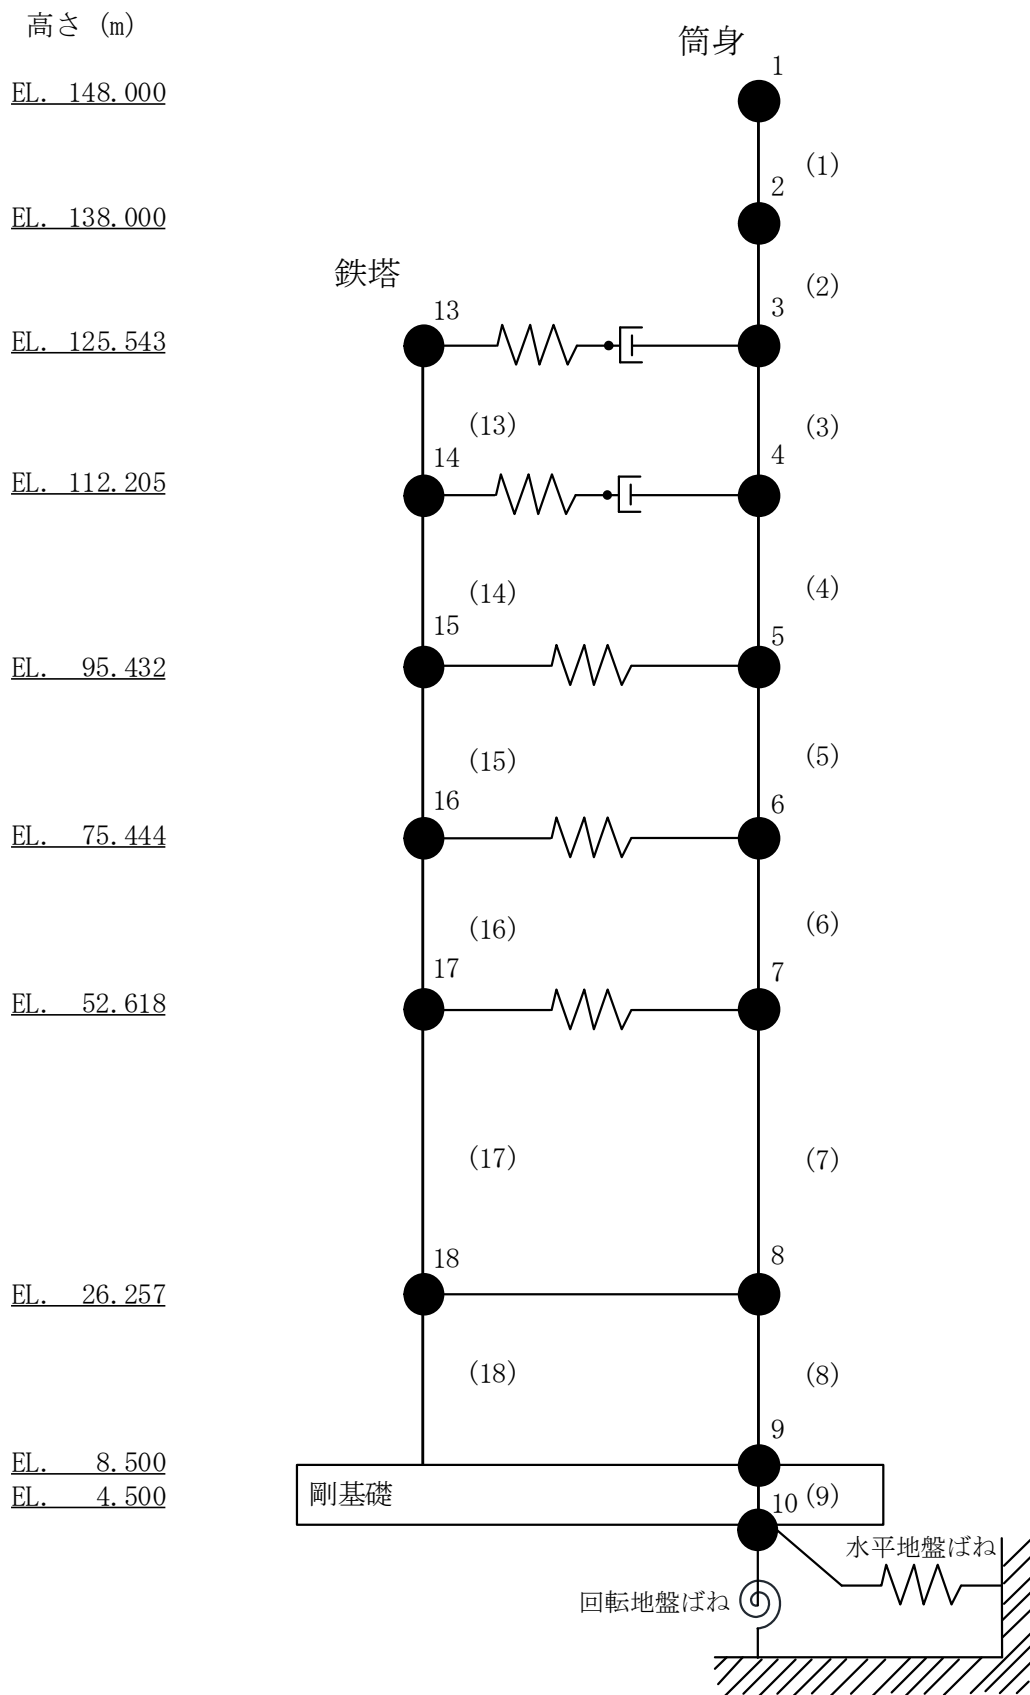 高さ (m)
筒身
1
EL. 148.000
(1)
2
EL. 138.000
鉄塔
(2)
13
3
EL. 125.543
(13)
(3)
14
4
EL. 112.205
(14)
(4)
15
5
EL. 95.432
(15)
(5)
16
6
EL. 75.444
(16)
(6)
17
7
EL. 52.618
(17)
(7)
18
8
EL. 26.257
(18)
(8)
9
EL. 8.500
EL. 4.500
剛基礎
10
(9)
水平地盤ばね
回転地盤ばね